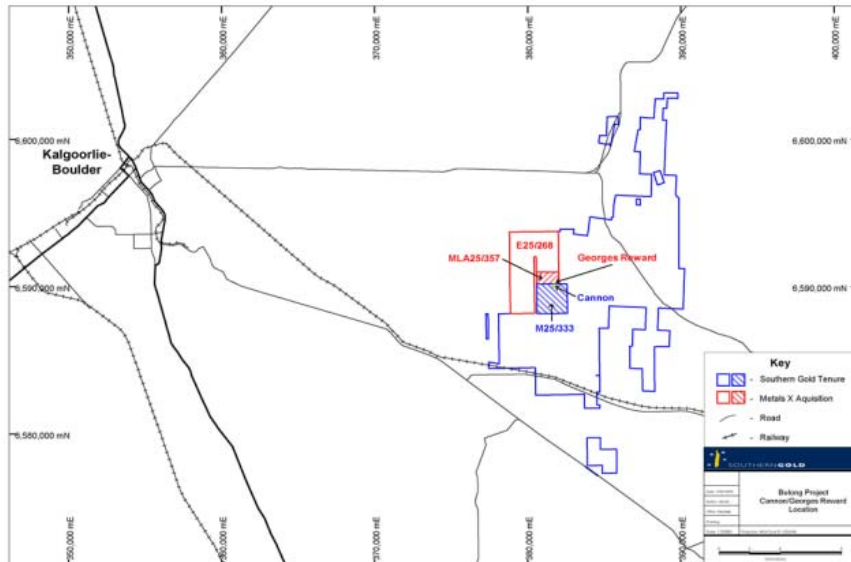 350,000 mE
360,000 mE
370,000 mE
380,000 mE
390,000 mE
400,000 mE
6,600,000 mN
6,600,000 mN
Kalgoorlie-
Boulder
E25/268
MLA25/357
Georges Reward
6,590,000 mN
6,590,000 mN
Cannon
M25/333
Key
- Southern Gold Tenure
- Metals X Aquisition
- Road
- Railway
6,580,000 mN
SOUTHERNGOLD
Bulong Project
Cannon/Georges Reward
Location
350,000 mE
360,000 mE
370,000 mE
380,000 mE
390,000 mE